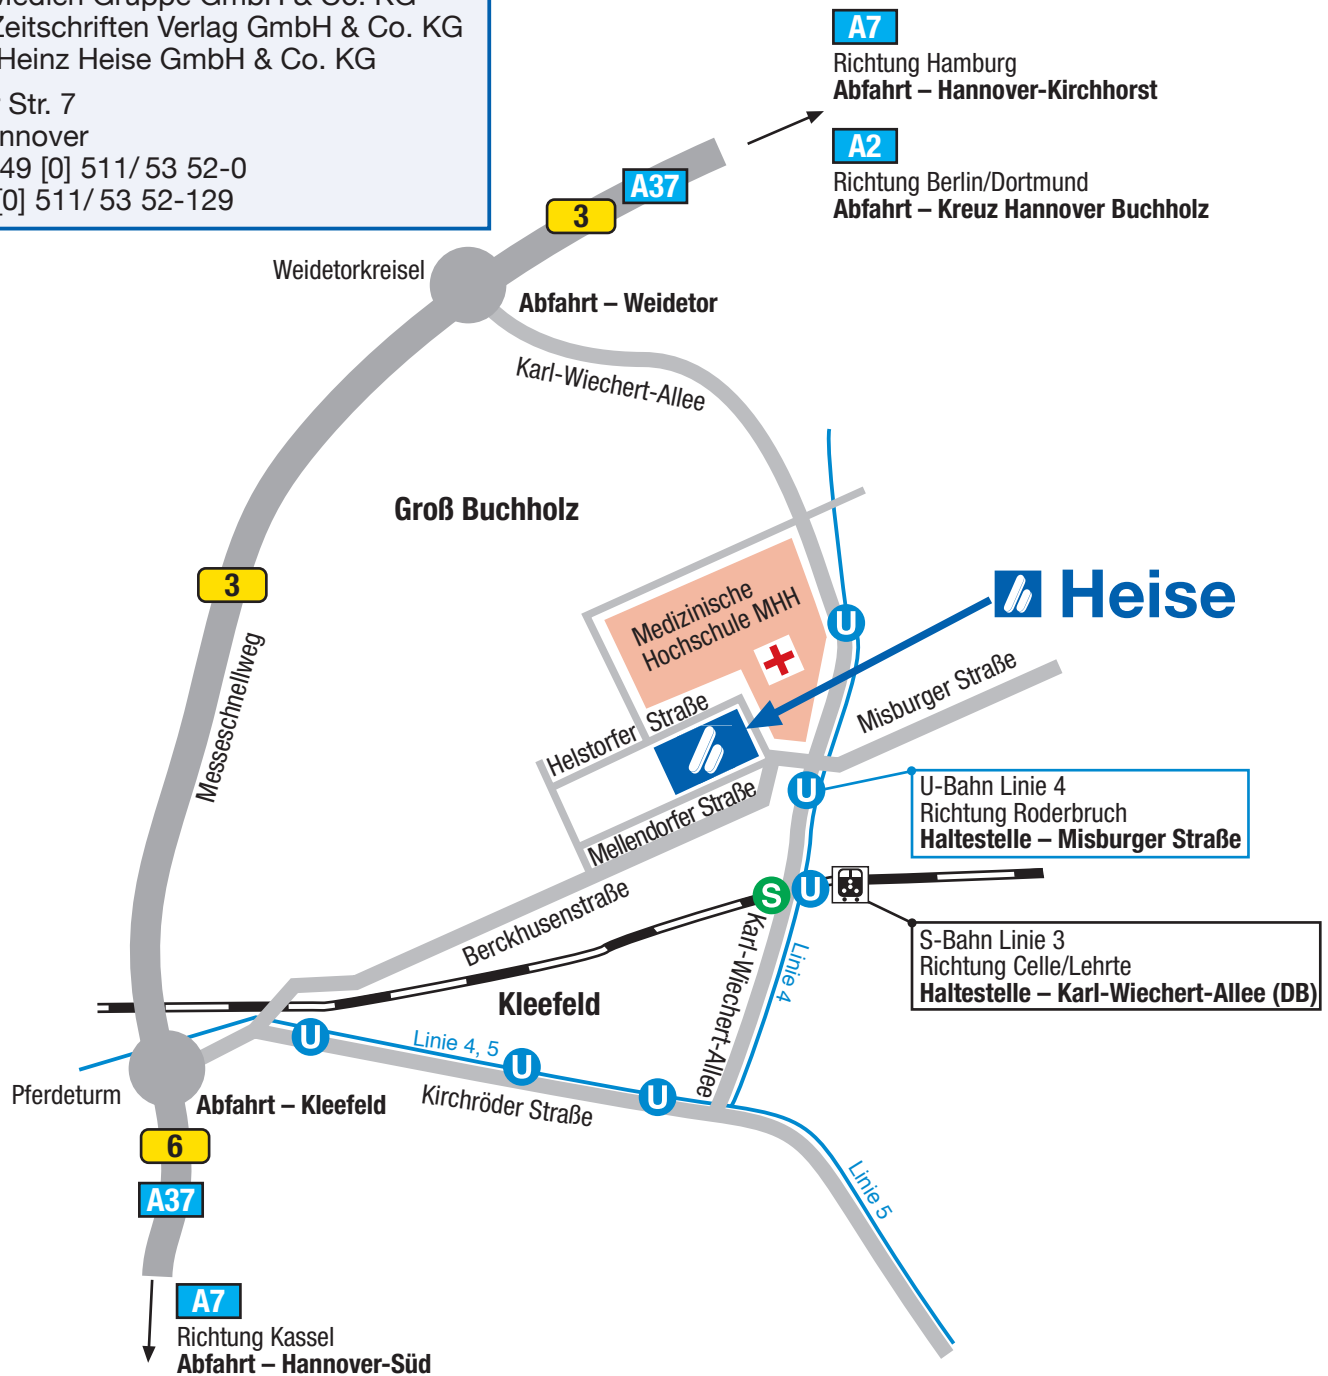 Medien Gruppe GmbH & Co. KG
Zeitschriften Verlag GmbH & Co. KG
Heinz Heise GmbH & Co. KG
Str. 7
49 [0] 511/ 53 52-0
[0] 511/ 53 52-129
A7
Richtung Hamburg
Abfahrt – Hannover-Kirchhorst
A2
Richtung Berlin/Dortmund
Abfahrt – Kreuz Hannover Buchholz
A37
3
Weidetorkreisel
Abfahrt – Weidetor
Karl-Wiechert-Allee
Groß Buchholz
3
Messeschnellweg
Medizinische
Hochschule MHH
Heise
U
Misburger Straße
Helstorfer Straße
Mellendorfer Straße
U
U-Bahn Linie 4
Richtung Roderbruch
Haltestelle – Misburger Straße
Berckhusenstraße
S
U
S-Bahn Linie 3
Richtung Celle/Lehrte
Haltestelle – Karl-Wiechert-Allee (DB)
Karl-Wiechert-Allee
Linie 4
Kleefeld
U
Linie 4, 5
U
U
Kirchröder Straße
Pferdeturm
Abfahrt – Kleefeld
6
A37
Linie 5
A7
Richtung Kassel
Abfahrt – Hannover-Süd